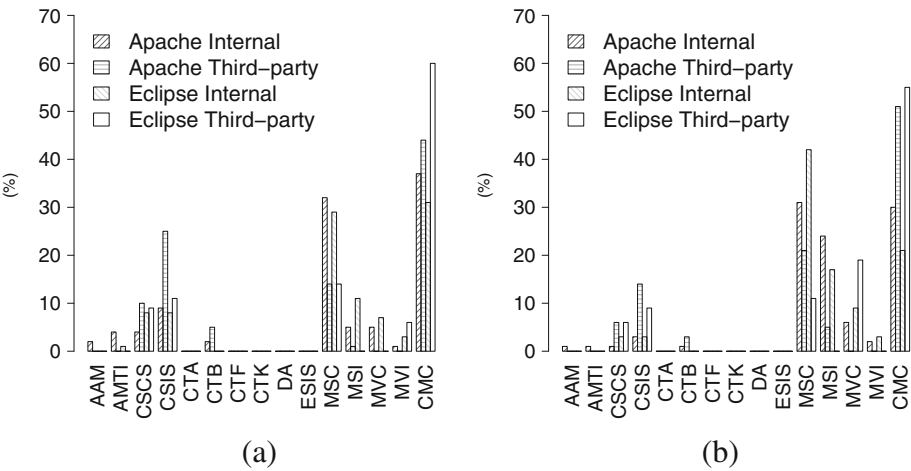 70
60
50
40
30
20
10
0
(%)
Apache Internal
Apache Third−party
Eclipse Internal
Eclipse Third−party
AAM
AMTI
CSCS
CSIS
CTA
CTB
CTF
CTK
DA
ESIS
MSC
MSI
MVC
MVI
CMC
(a)
70
60
50
40
30
20
10
0
(%)
Apache Internal
Apache Third−party
Eclipse Internal
Eclipse Third−party
AAM
AMTI
CSCS
CSIS
CTA
CTB
CTF
CTK
DA
ESIS
MSC
MSI
MVC
MVI
CMC
(b)